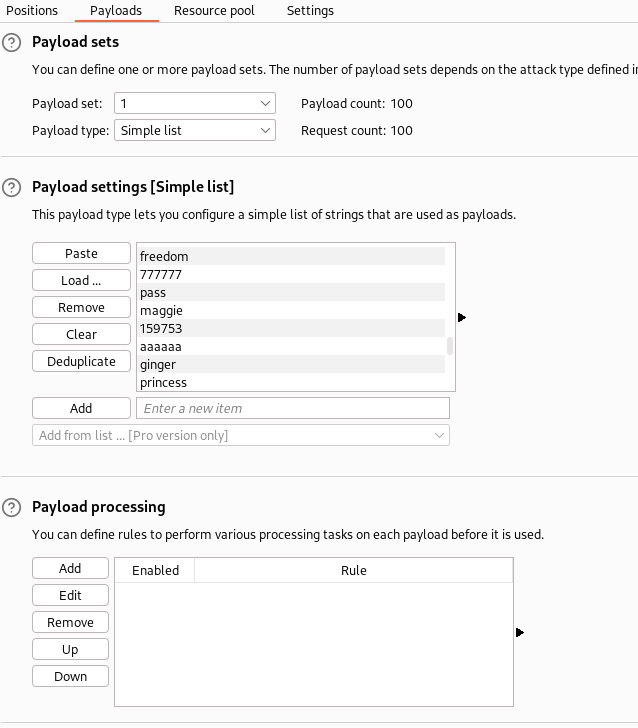 Positions Payloads Resource pool Settings
Payload sets
You can define one or more payload sets. The number of payload sets depends on the attack type defined
Payload set: 1 Payload count: 100
Payload type: Simple list Request count: 100
Payload settings [Simple list]
This payload type lets you configure a simple list of strings that are used as payloads.
Paste
Load ...
Remove
Clear
Deduplicate
freedom
777777
pass
maggie
159753
aaaaaa
ginger
princess
Add Enter a new item
Add from list ... [Pro version only]
Payload processing
You can define rules to perform various processing tasks on each payload before it is used.
Add
Edit
Remove
Up
Down
Enabled Rule